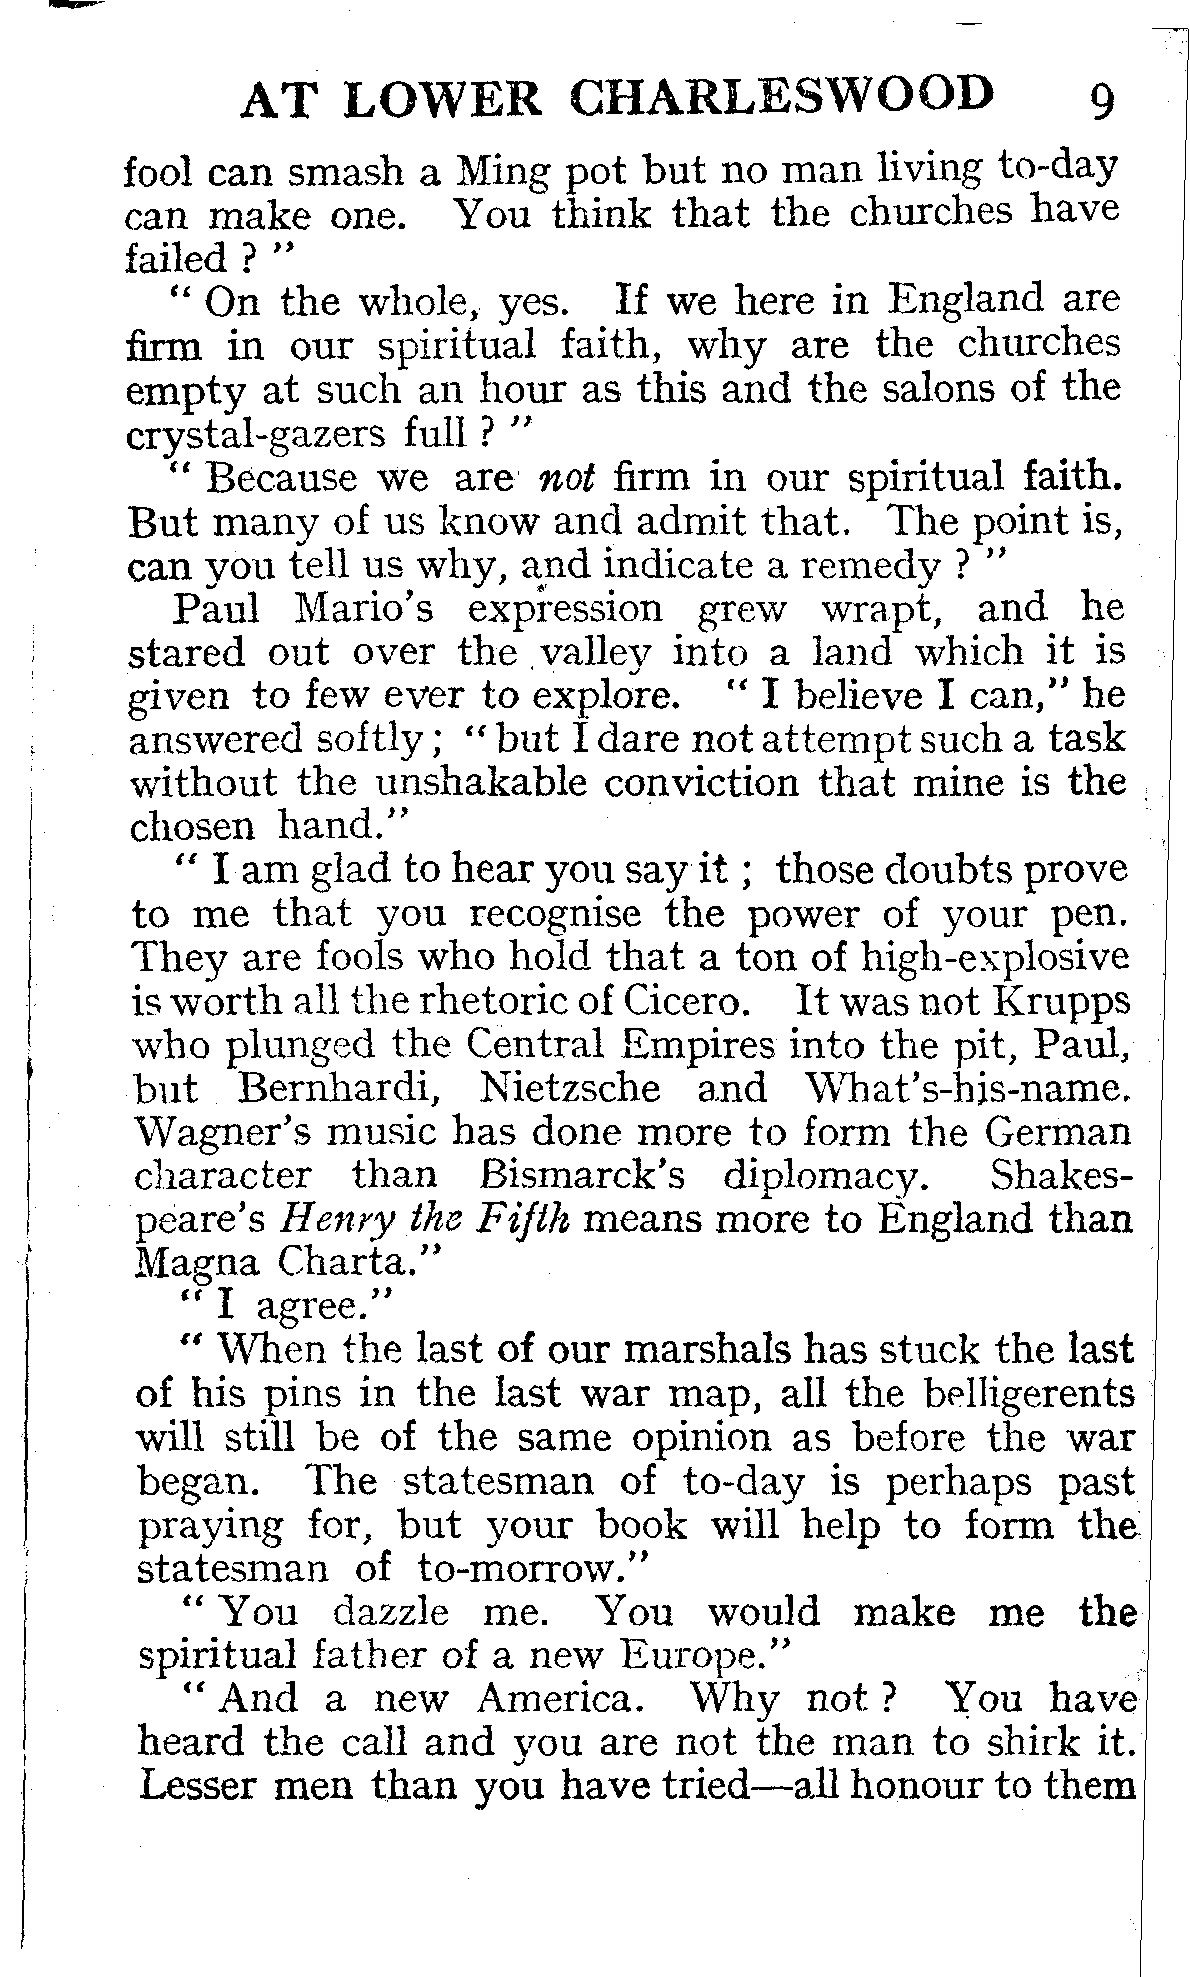 AT LOWER CHARLESWOOD 9
fool can smash a Ming pot but no man living to-day
can make one. You think that the churches have
failed ? "
" On the whole, yes. If we here in England are
firm in our spiritual faith, why are the churches
empty at such an hour as this and the salons of the
crystal-gazers full ? "
" Because we are not firm in our spiritual faith.
But many of us know and admit that. The point is,
can you tell us why, and indicate a remedy ? "
Paul Mario's expression grew wrapt, and he
stared out over the valley into a land which it is
given to few ever to explore. " I believe I can," he
answered softly ; " but I dare not attempt such a task
without the unshakable conviction that mine is the
chosen hand."
" I am glad to hear you say it ; those doubts prove
to me that you recognise the power of your pen.
They are fools who hold that a ton of high-explosive
is worth all the rhetoric of Cicero. It was not Krupps
who plunged the Central Empires into the pit, Paul,
but Bernhardi, Nietzsche and What's-his-name.
Wagner's music has done more to form the German
character than Bismarck's diplomacy. Shakes-
peare's Henry the Fifth means more to England than
Magna Charta."
" I agree."
" When the last of our marshals has stuck the last
of his pins in the last war map, all the belligerents
will still be of the same opinion as before the war
began. The statesman of to-day is perhaps past
praying for, but your book will help to form the
statesman of to-morrow."
" You dazzle me. You would make me the
spiritual father of a new Europe."
" And a new America. Why not ? You have
heard the call and you are not the man to shirk it.
Lesser men than you have tried—all honour to them